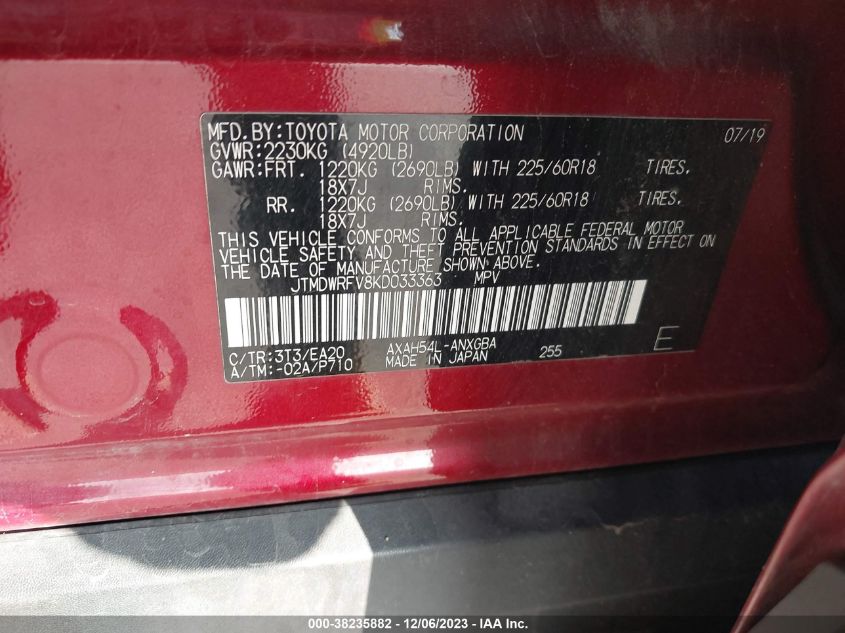 MFD.BY:TOYOTA MOTOR CORPORATION 07/19
GVWR:2230KG (4920LB)
GAWR:FRT. 1220KG (2690LB) WITH 225/60R18 TIRES.
18X7J RIMS.
RR. 1220KG (2690LB) WITH 225/60R18 TIRES.
18X7J RIMS.
THIS VEHICLE CONFORMS TO ALL APPLICABLE FEDERAL MOTOR
VEHICLE SAFETY AND THEFT PREVENTION STANDARDS IN EFFECT ON
THE DATE OF MANUFACTURE SHOWN ABOVE.
JTMDWRFV8KD033363 MPV
C/TR:3T3/EA20 AXAH54L-ANXGBA
A/TM:-02A/P710 MADE IN JAPAN 255 E
000-38235882 - 12/06/2023 - IAA Inc.